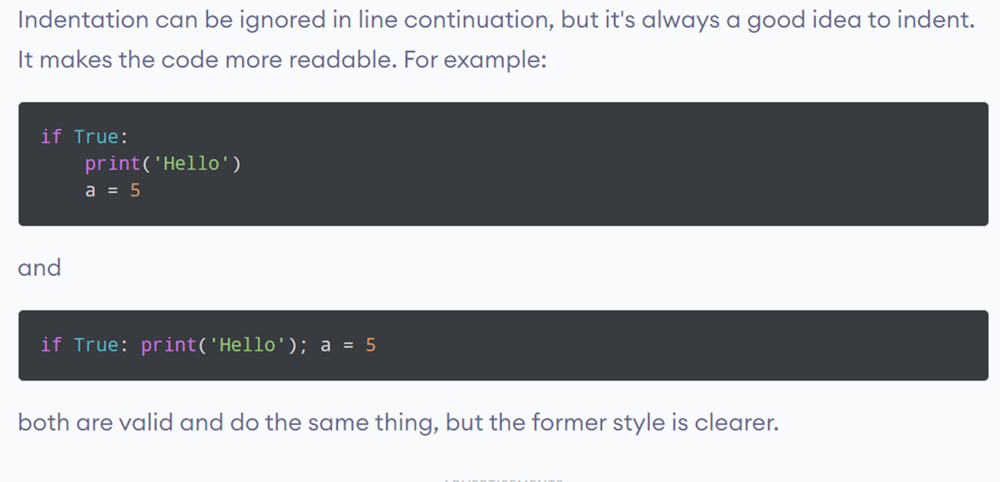 Indentation can be ignored in line continuation, but it's always a good idea to indent.
It makes the code more readable. For example:
if True:
    print('Hello')
    a = 5
and
if True: print('Hello'); a = 5
both are valid and do the same thing, but the former style is clearer.
ADVERTISEMENTS